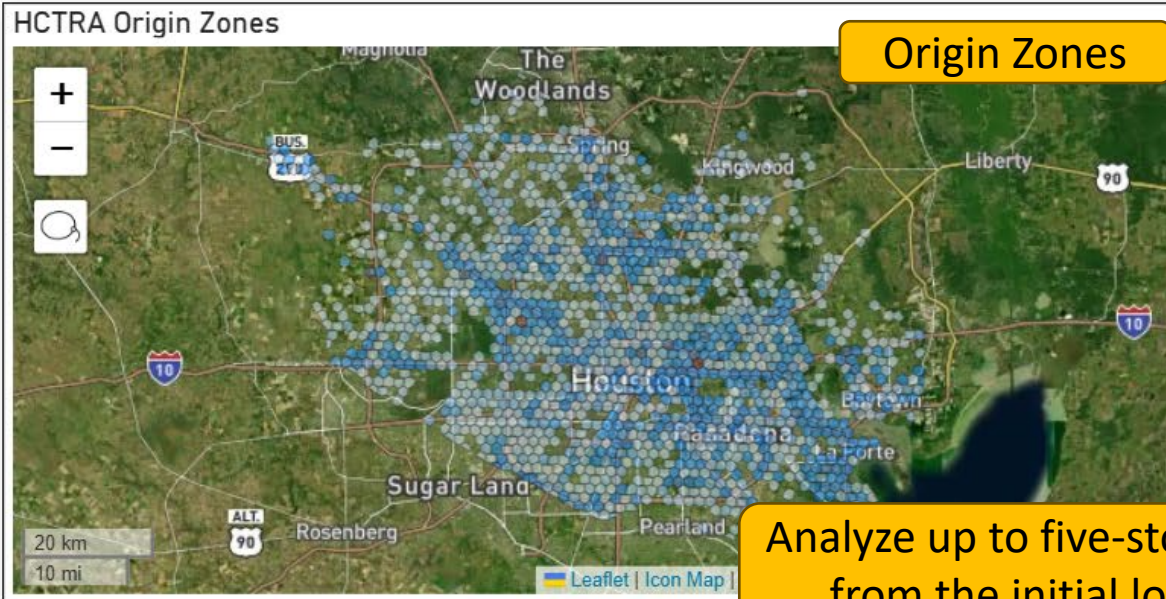 HCTRA Origin Zones
Origin Zones
Magnolia
The
Woodlands
+
−
BUS.
290
Spring
Kingwood
Liberty
90
10
10
Houston
Baytown
Pasadena
La Porte
Sugar Land
ALT.
90
Rosenberg
Pearland
20 km
10 mi
Leaflet | Icon Map |
Analyze up to five-ste
from the initial lo